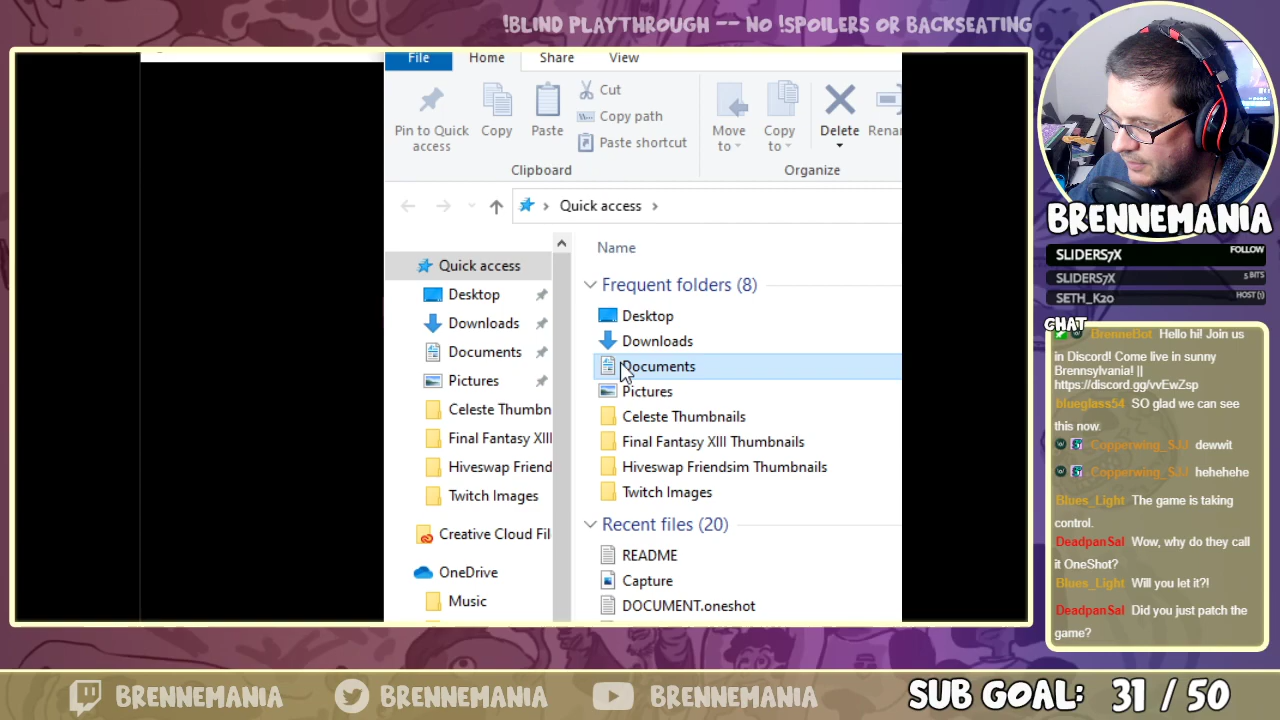 !BLIND PLAYTHROUGH -- NO !SPOILERS OR BACKSEATING
File Home Share View
Pin to Quick access
Copy
Paste
Cut
Copy path
Paste shortcut
Clipboard
Move to
Copy to
Delete
Renan
Organize
Quick access
Name
Quick access
Desktop
Downloads
Documents
Pictures
Celeste Thumbn
Final Fantasy XIII
Hiveswap Friend
Twitch Images
Creative Cloud Fil
OneDrive
Music
Frequent folders (8)
Desktop
Downloads
Documents
Pictures
Celeste Thumbnails
Final Fantasy XIII Thumbnails
Hiveswap Friendsim Thumbnails
Twitch Images
Recent files (20)
README
Capture
DOCUMENT.oneshot
BRENNEMANIA
SLIDERS7X FOLLOW
SLIDERS7X 5 BITS
SETH_K20 HOST (1)
CHAT
BrenneBot Hello hi! Join us
in Discord! Come live in sunny
Brennsylvania! ||
https://discord.gg/vvEwZsp
blueglass54 SO glad we can see
this now.
Copperwing_SJJ dewwit
Copperwing_SJJ hehehehe
Blues_Light The game is taking
control.
DeadpanSal Wow, why do they call
it OneShot?
Blues_Light Will you let it?!
DeadpanSal Did you just patch the
game?
BRENNEMANIA BRENNEMANIA BRENNEMANIA SUB GOAL: 31 / 50